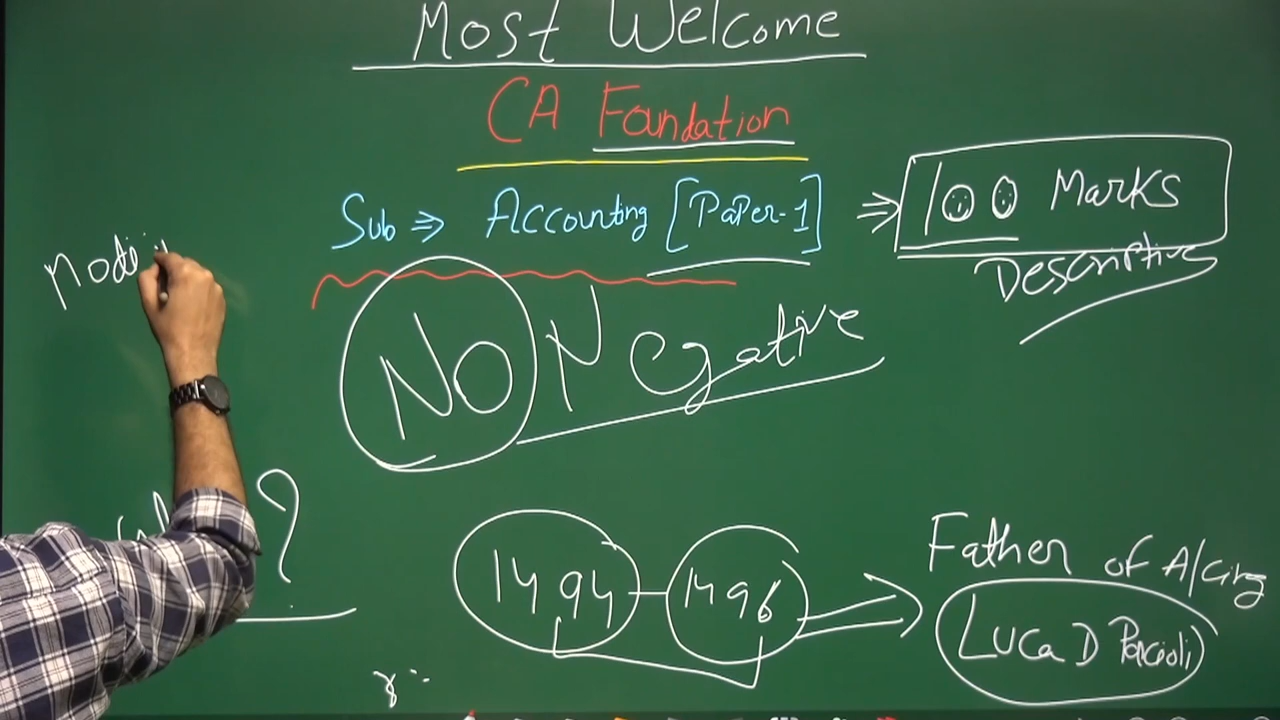 Most Welcome
CA Foundation
Sub ⇒ Accounting [PaPer-1] ⇒ 100 Marks
Descriptive
NO Negative
?
1494 - 1496 ⇒ Father of A/cing
Luca D Pacioli